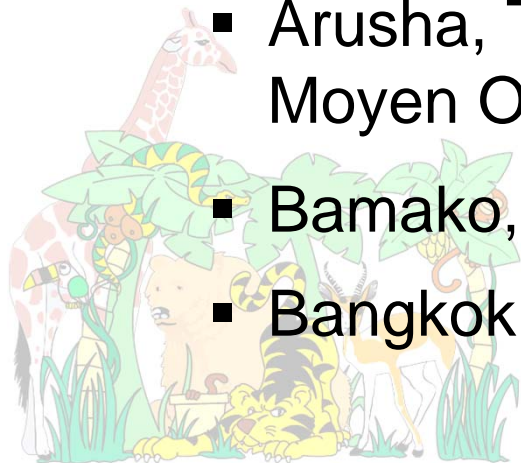 ▪ Arusha,
Moyen O
▪ Bamako,
▪ Bangkok